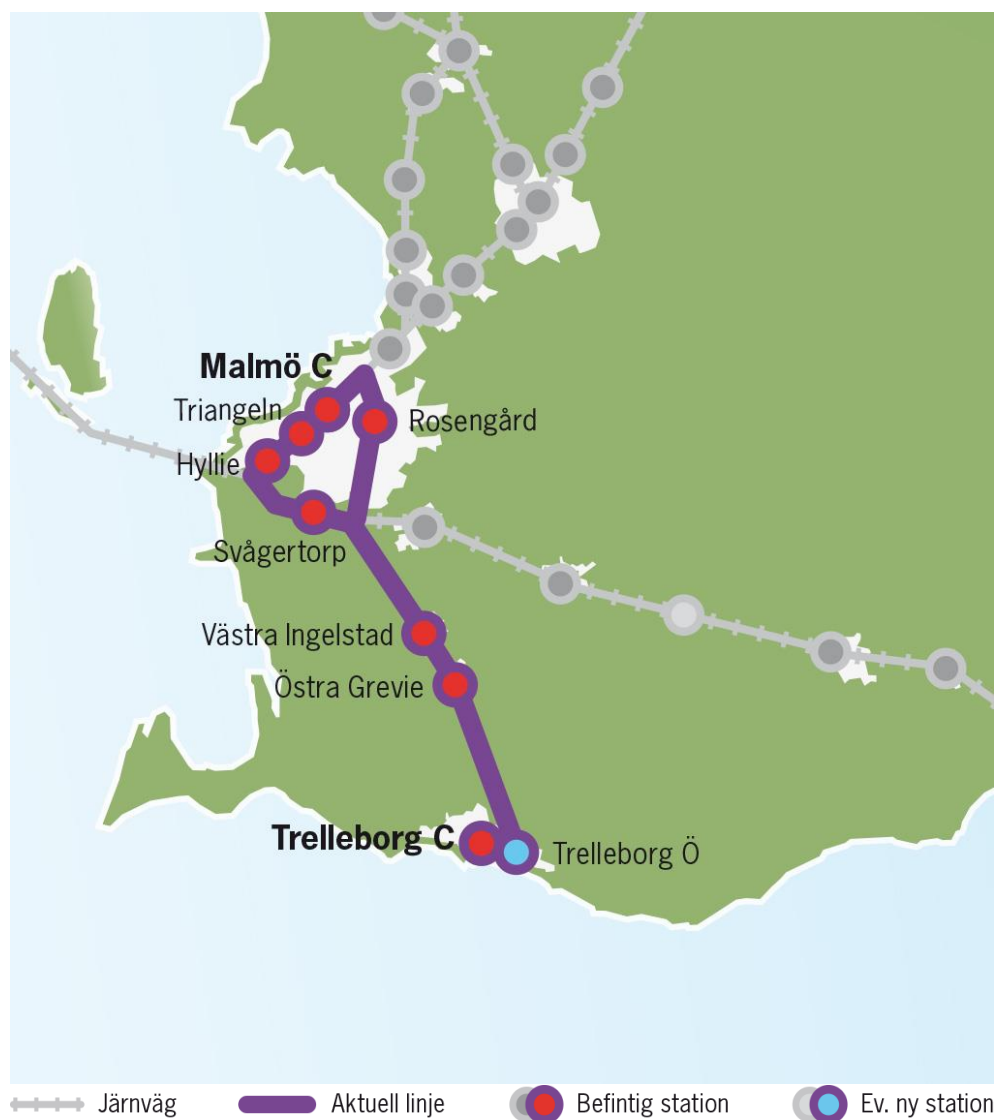 Malmö C
Triangeln
Rosengård
Hyllie
Svågertorp
Västra Ingelstad
Östra Grevie
Trelleborg C
Trelleborg Ö
Järnväg
Aktuell linje
Befintig station
Ev. ny station